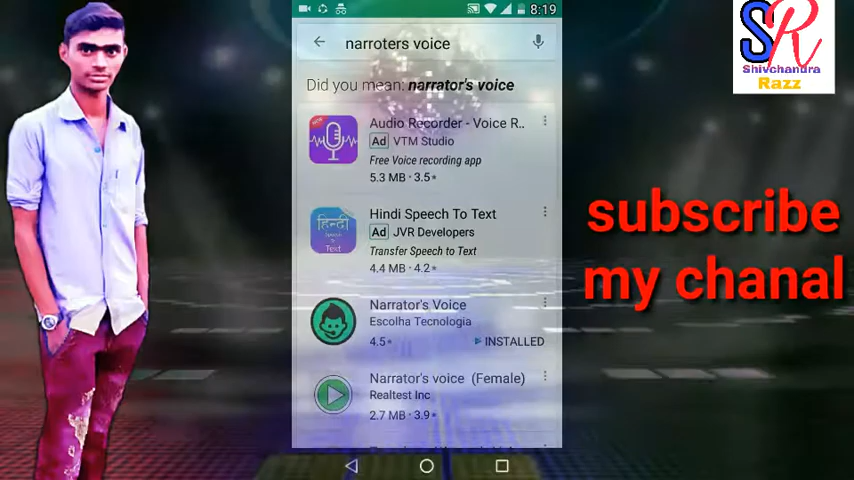 8:19
narroters voice
Did you mean: narrator's voice
Audio Recorder - Voice R..
Ad VTM Studio
Free Voice recording app
5.3 MB · 3.5★
Hindi Speech To Text
Ad JVR Developers
Transfer Speech to Text
4.4 MB · 4.2★
हिन्दी
Text
Narrator's Voice
Escolha Tecnologia
4.5★
INSTALLED
Narrator's voice (Female)
Realtest Inc
2.7 MB · 3.9★
SR
Shivchandra
Razz
subscribe
my chanal